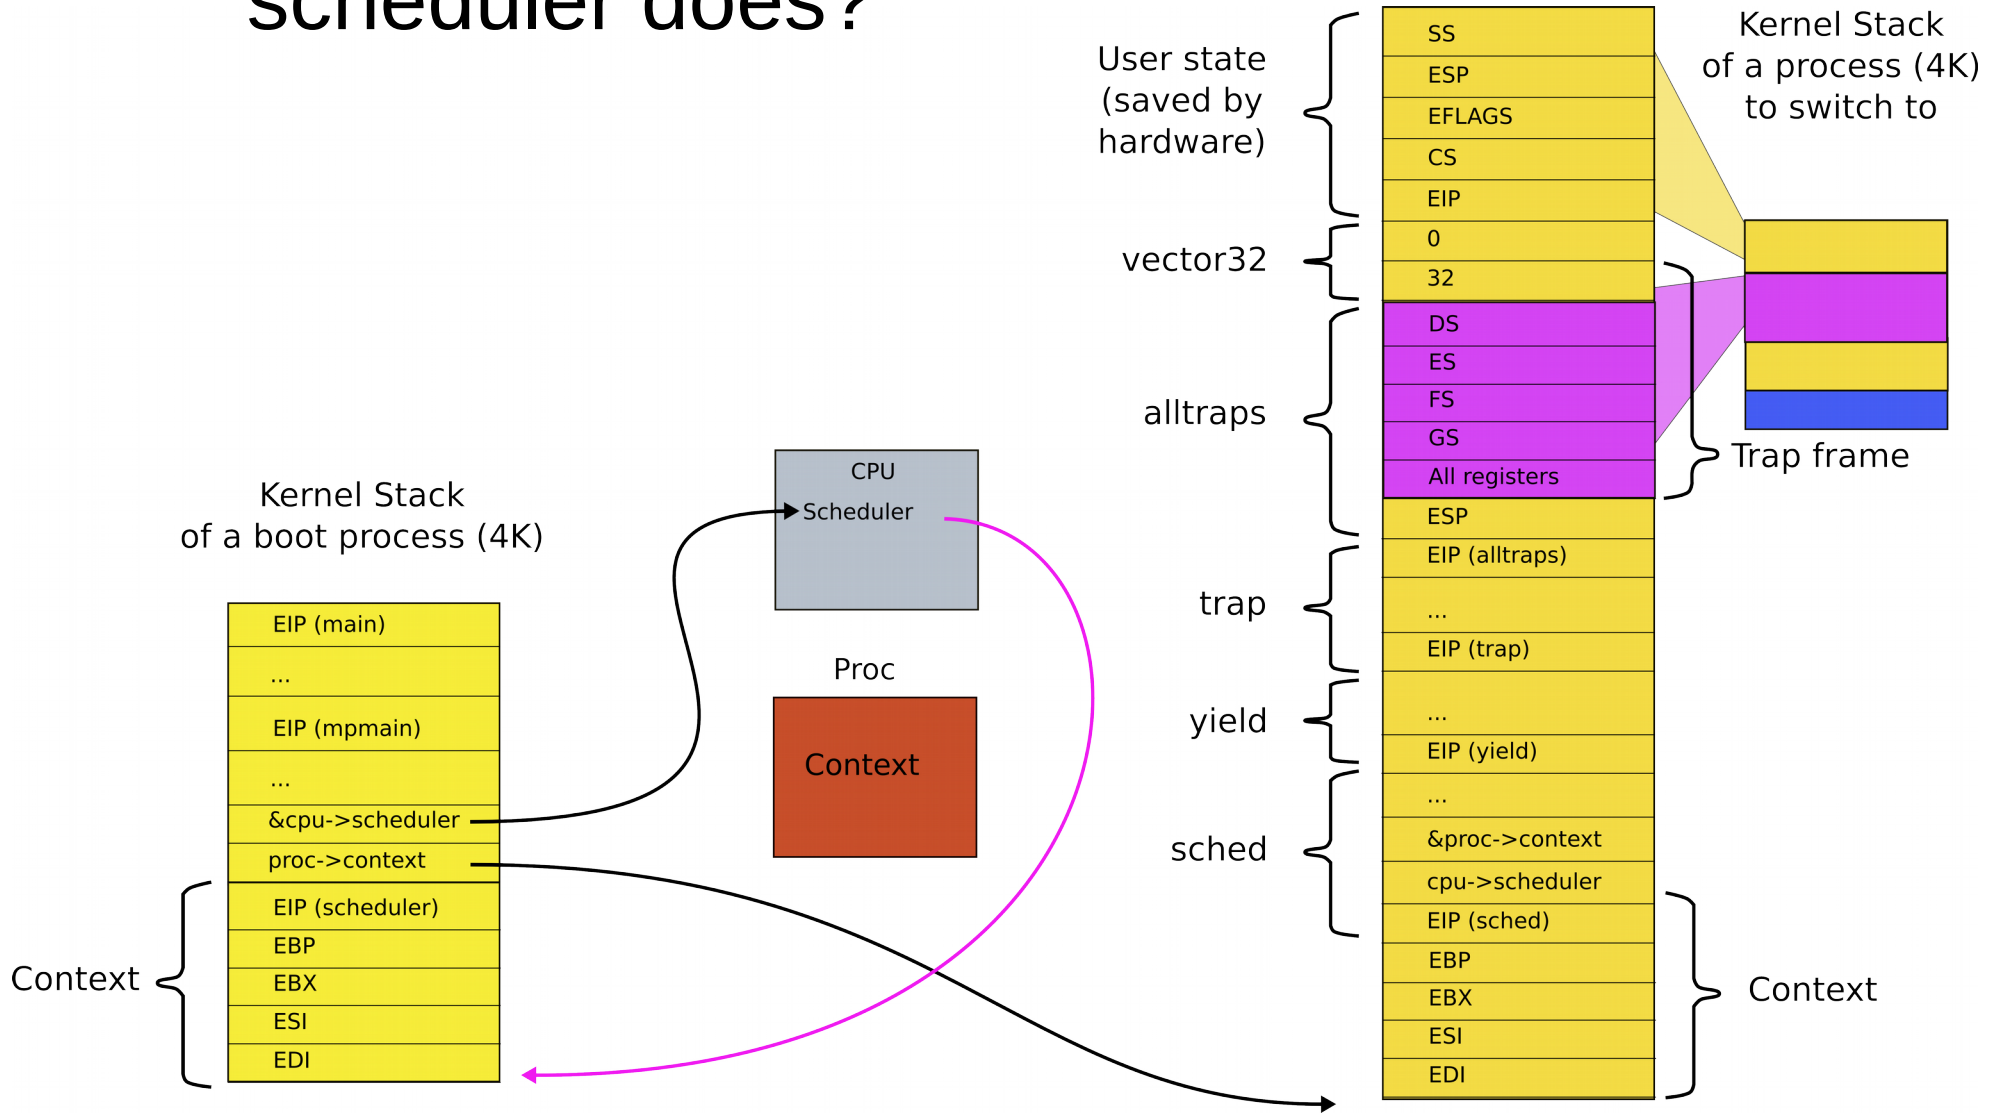 scheduler does?
Kernel Stack
of a process (4K)
to switch to
User state
(saved by
hardware)
vector32
alltraps
trap
yield
sched
SS
ESP
EFLAGS
CS
EIP
0
32
DS
ES
FS
GS
All registers
ESP
EIP (alltraps)
...
EIP (trap)
...
EIP (yield)
...
&proc->context
cpu->scheduler
EIP (sched)
EBP
EBX
ESI
EDI
Trap frame
Context
CPU
Scheduler
Proc
Context
Kernel Stack
of a boot process (4K)
EIP (main)
...
EIP (mpmain)
...
&cpu->scheduler
proc->context
EIP (scheduler)
EBP
EBX
ESI
EDI
Context